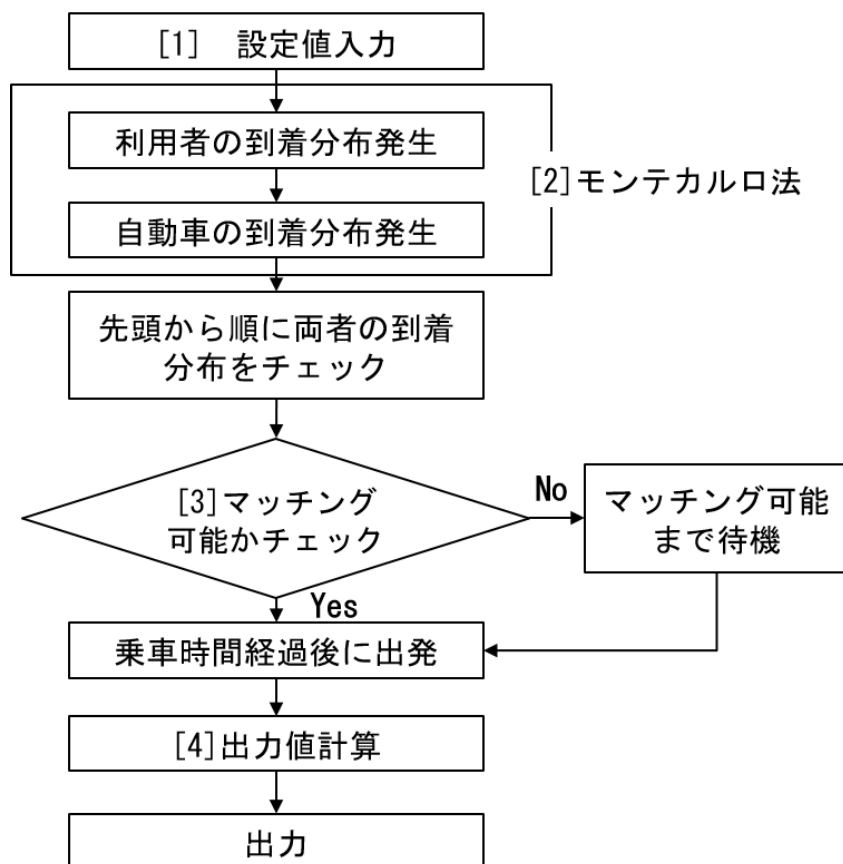 [1]　設定値入力
利用者の到着分布発生
[2]モンテカルロ法
自動車の到着分布発生
先頭から順に両者の到着
分布をチェック
[3]マッチング
可能かチェック
No
マッチング可能
まで待機
Yes
乗車時間経過後に出発
[4]出力値計算
出力